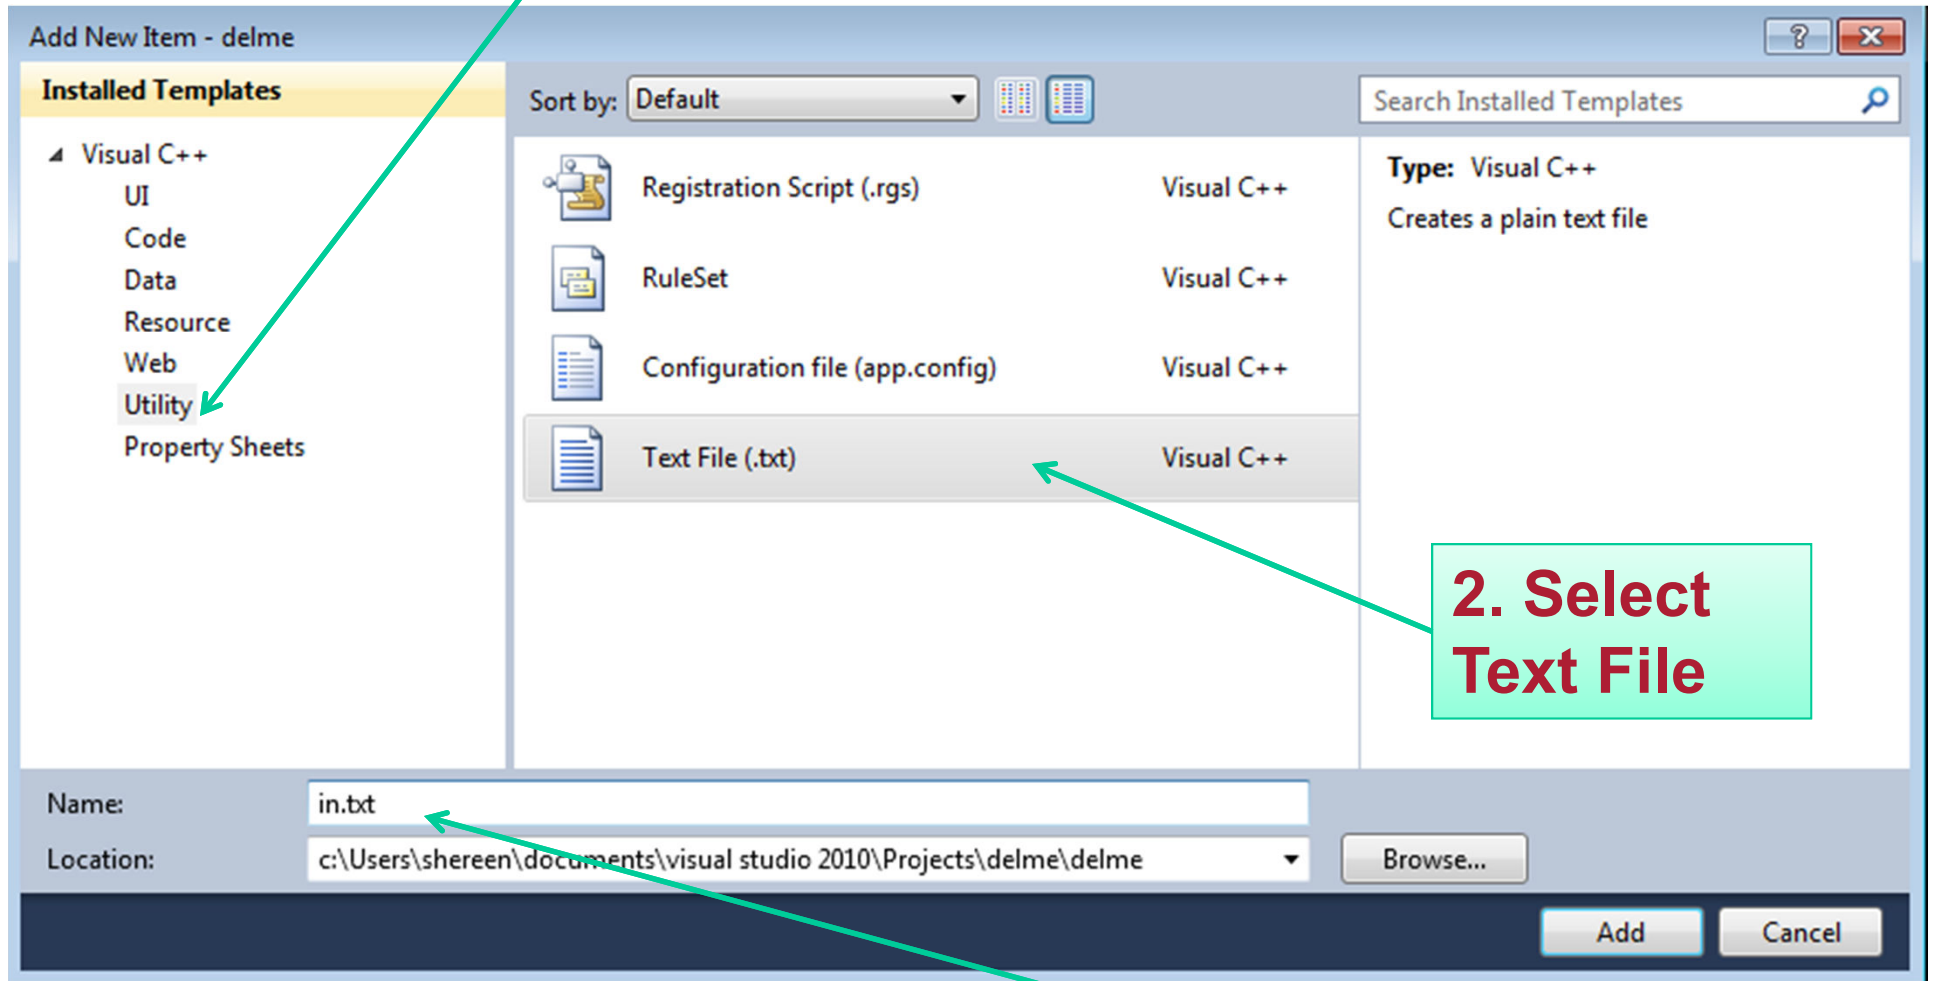 Add New Item - delme
Installed Templates
Sort by: Default
Search Installed Templates
Visual C++
UI
Code
Data
Resource
Web
Utility
Property Sheets
Registration Script (.rgs) Visual C++
RuleSet Visual C++
Configuration file (app.config) Visual C++
Text File (.txt) Visual C++
Type: Visual C++
Creates a plain text file
2. Select
Text File
Name: in.txt
Location: c:\Users\shereen\documents\visual studio 2010\Projects\delme\delme
Browse...
Add Cancel